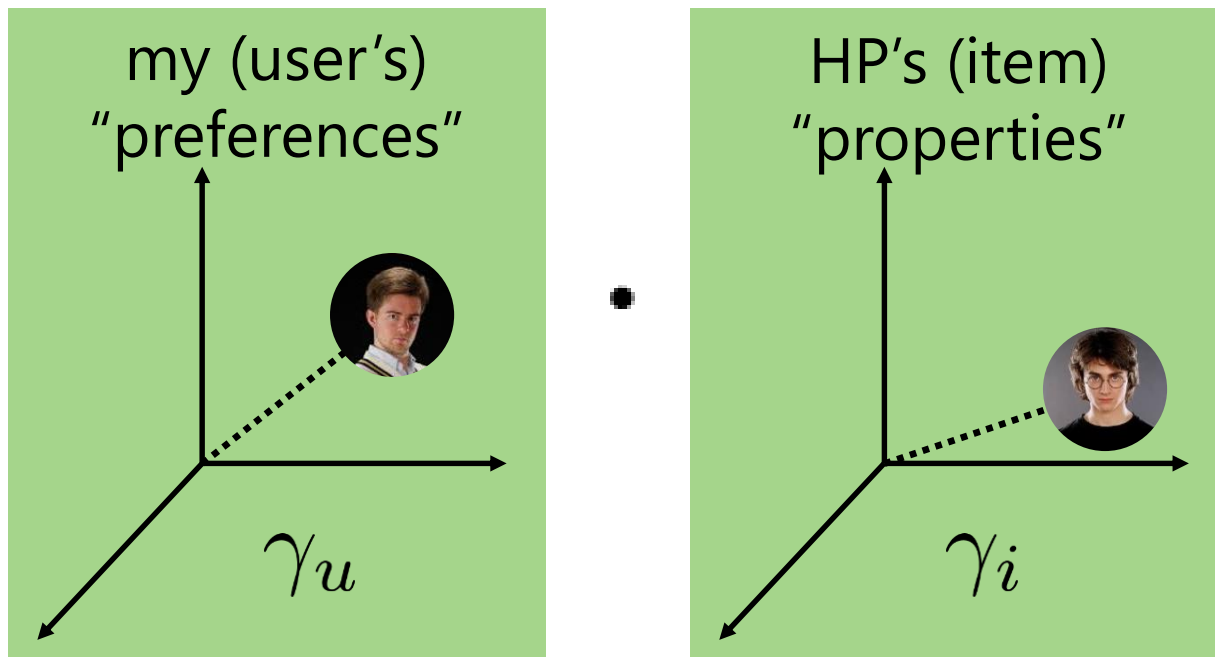 my (user’s)
“preferences”
HP’s (item)
“properties”
γu
γi